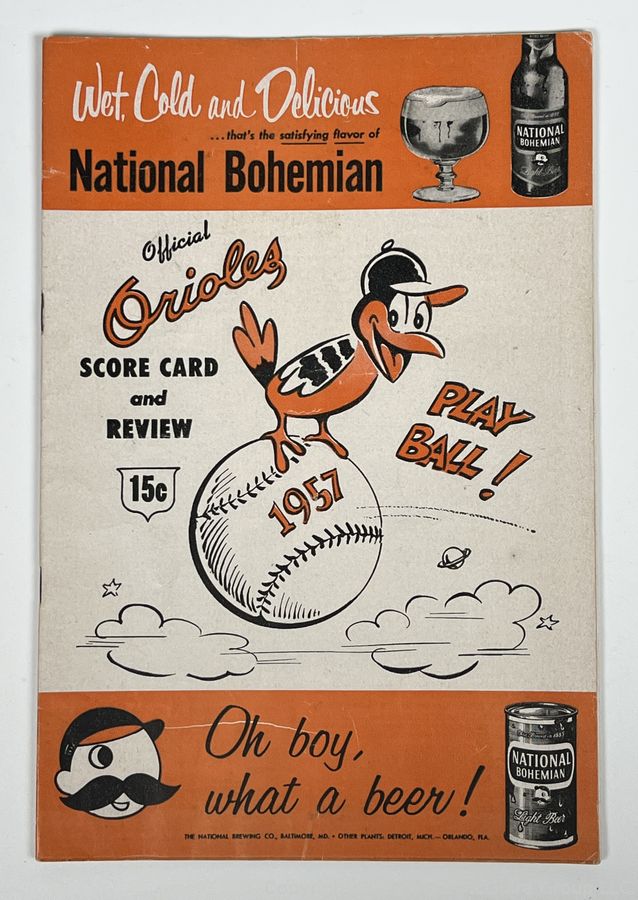 Wet, Cold and Delicious
...that's the satisfying flavor of
National Bohemian
NATIONAL
BOHEMIAN
Light Beer
Official
Orioles
SCORE CARD
and
REVIEW
15c
PLAY
BALL!
1957
Oh boy,
what a beer!
NATIONAL
BOHEMIAN
Light Beer
THE NATIONAL BREWING CO., BALTIMORE, MD. • OTHER PLANTS: DETROIT, MICH. — ORLANDO, FLA.